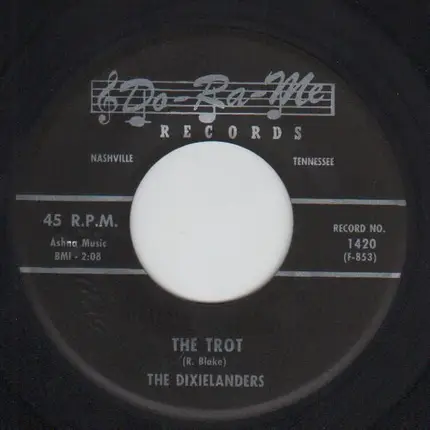 Do-Ra-Me
RECORDS
NASHVILLE
TENNESSEE
45 R.P.M.
Ashna Music
BMI - 2:08
RECORD NO.
1420
(F-853)
THE TROT
(R. Blake)
THE DIXIELANDERS